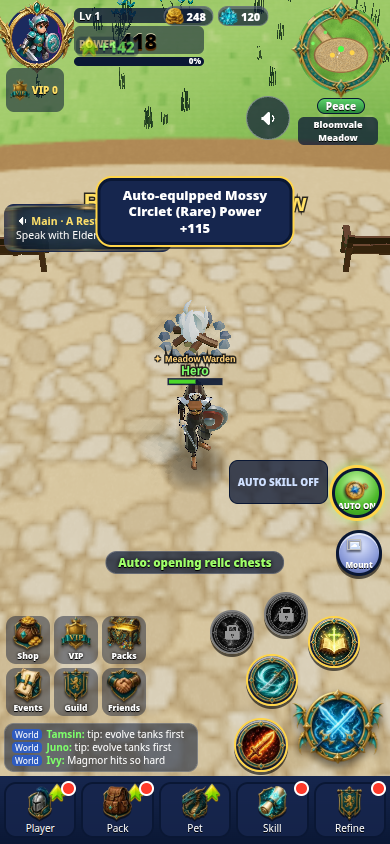 Lv 1
248
120
POWER
418
0%
VIP 0
Peace
Bloomvale
Meadow
Auto-equipped Mossy
Circlet (Rare) Power
+115
Main · A Rest
Speak with Elder
Meadow Warden
Hero
AUTO SKILL OFF
AUTO ON
Mount
Auto: opening relic chests
Shop
VIP
Packs
Events
Guild
Friends
World Tamsin: tip: evolve tanks first
World Juno: tip: evolve tanks first
World Ivy: Magmor hits so hard
Player
Pack
Pet
Skill
Refine